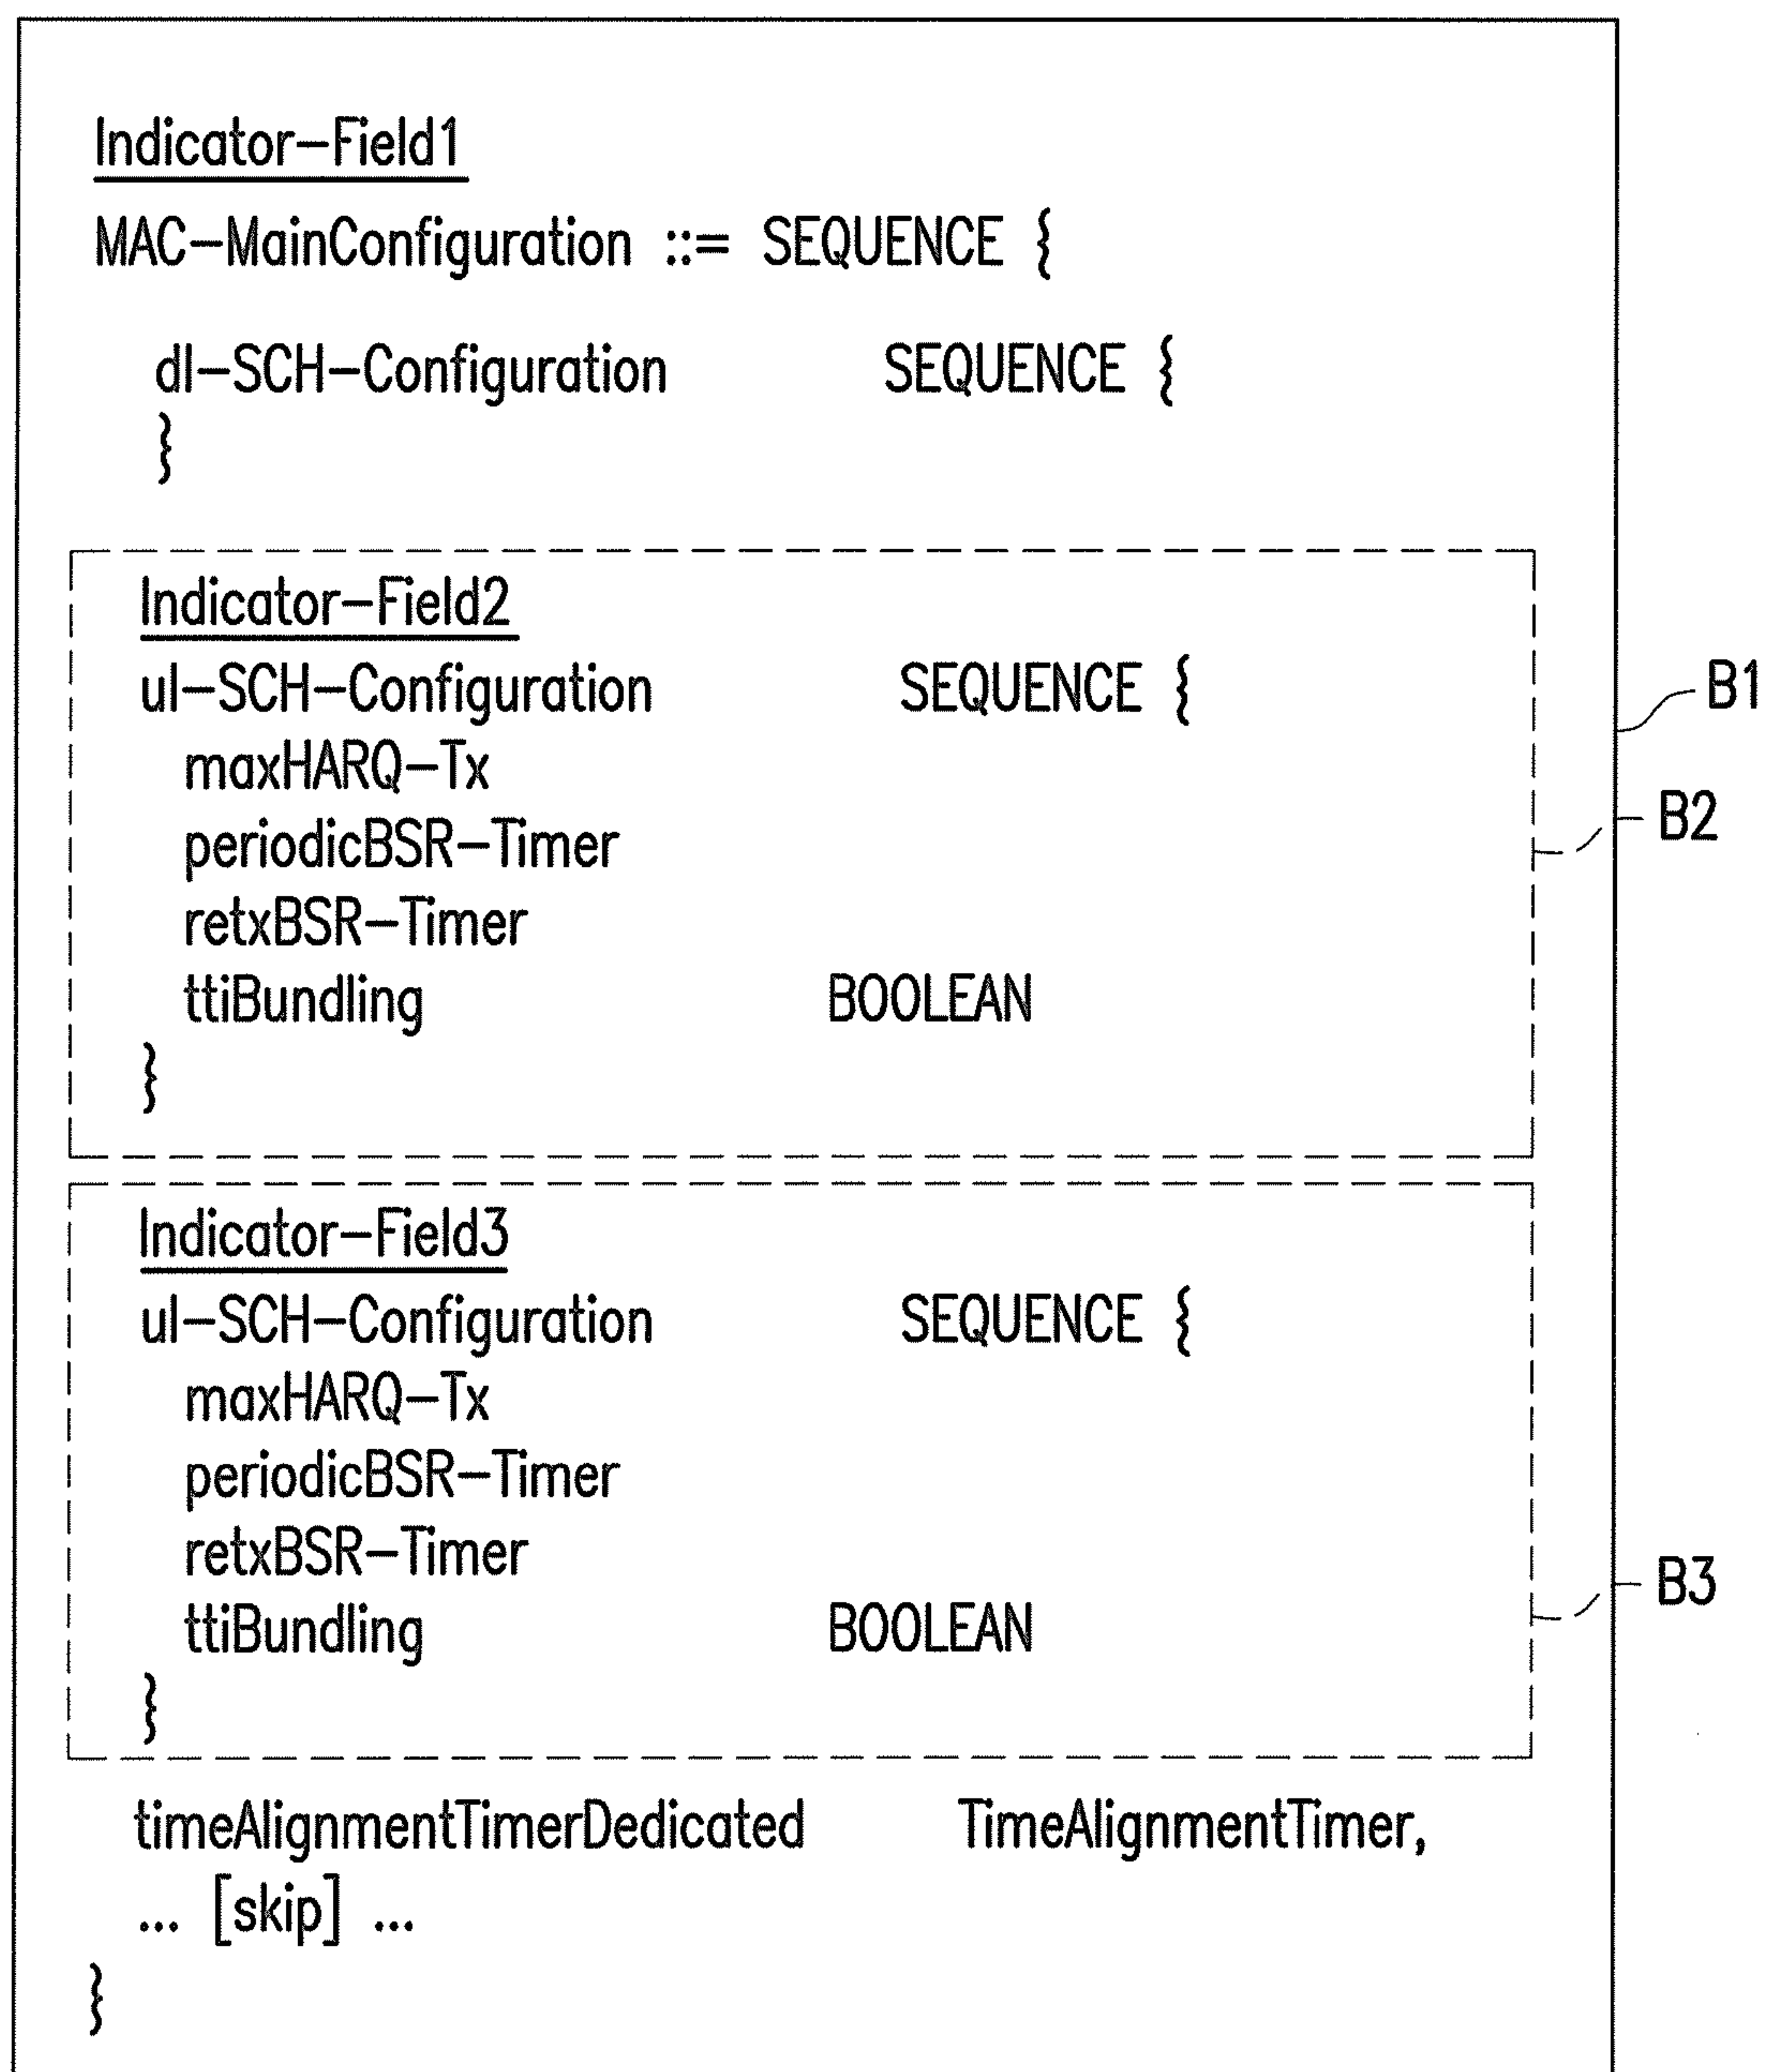 Indicator-Field1
MAC-MainConfiguration ::= SEQUENCE {
dl-SCH-Configuration SEQUENCE {
}
Indicator-Field2
ul-SCH-Configuration SEQUENCE {
B1
maxHARQ-Tx
periodicBSR-Timer
B2
retxBSR-Timer
ttiBundling BOOLEAN
}
Indicator-Field3
ul-SCH-Configuration SEQUENCE {
maxHARQ-Tx
periodicBSR-Timer
retxBSR-Timer
B3
ttiBundling BOOLEAN
}
timeAlignmentTimerDedicated TimeAlignmentTimer,
... [skip] ...
}